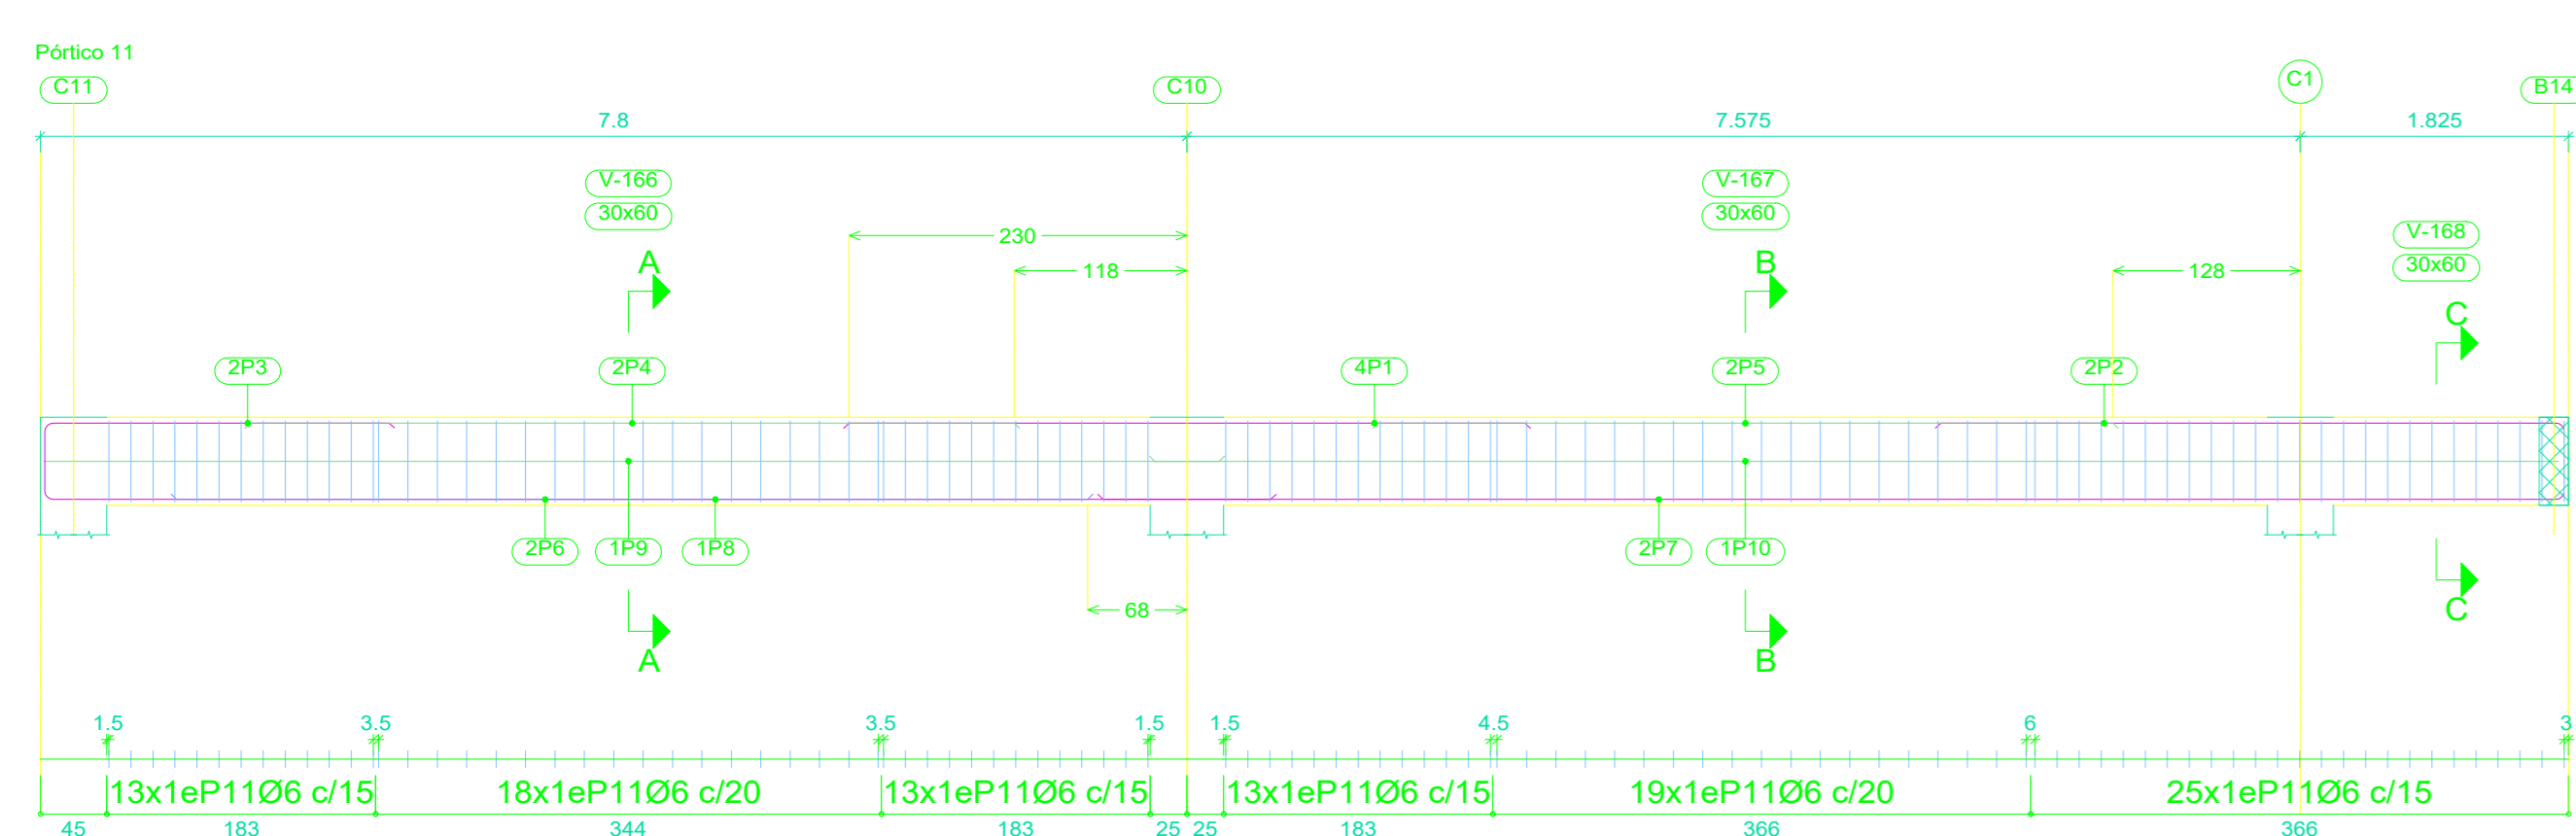 Pórtico 11
C11
C10
C1
B14
7.8
7.575
1.825
V-166
30x60
V-167
30x60
V-168
30x60
230
118
128
A
B
C
2P3
2P4
4P1
2P5
2P2
2P6
1P9
1P8
2P7
1P10
68
A
B
C
1.5
3.5
3.5
1.5
1.5
4.5
6
3
13x1eP11Ø6 c/15
18x1eP11Ø6 c/20
13x1eP11Ø6 c/15
13x1eP11Ø6 c/15
19x1eP11Ø6 c/20
25x1eP11Ø6 c/15
45
183
344
183
25
25
183
366
366